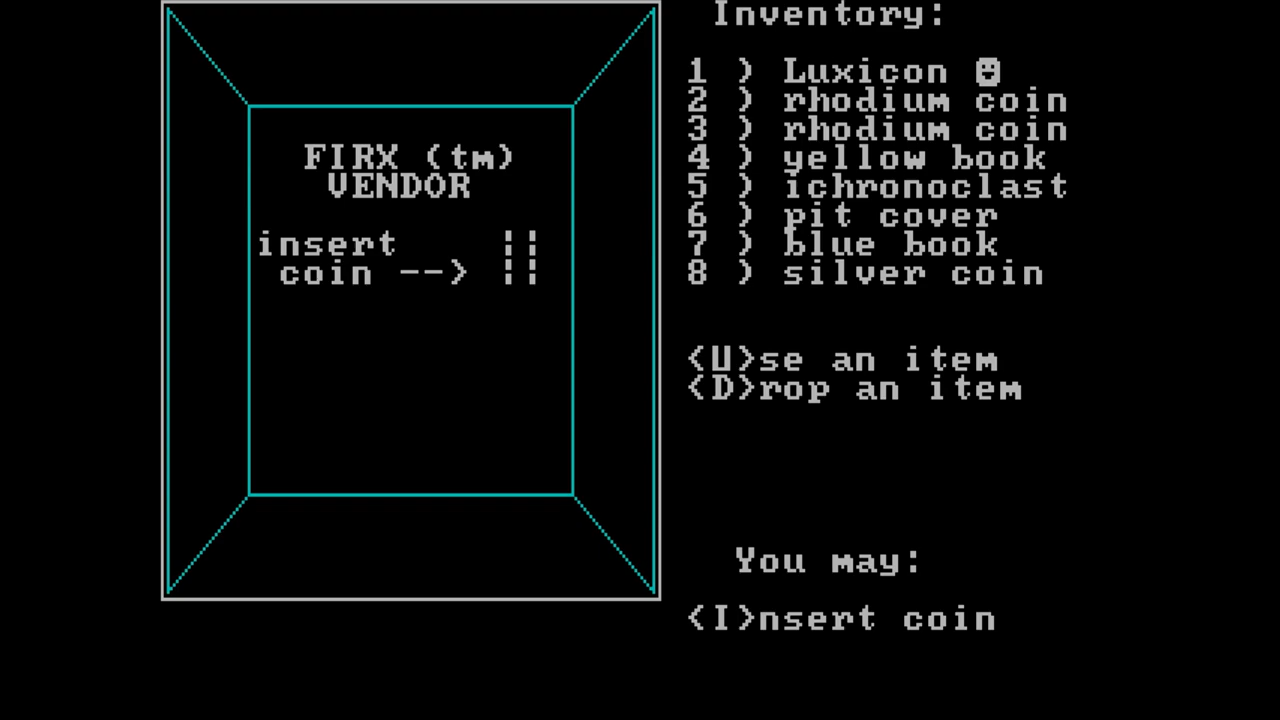 FIRX (tm)
VENDOR
insert
coin -->
Inventory:
1 ) Luxicon
2 ) rhodium coin
3 ) rhodium coin
4 ) yellow book
5 ) ichronoclast
6 ) pit cover
7 ) blue book
8 ) silver coin
<U>se an item
<D>rop an item
You may:
<I>nsert coin